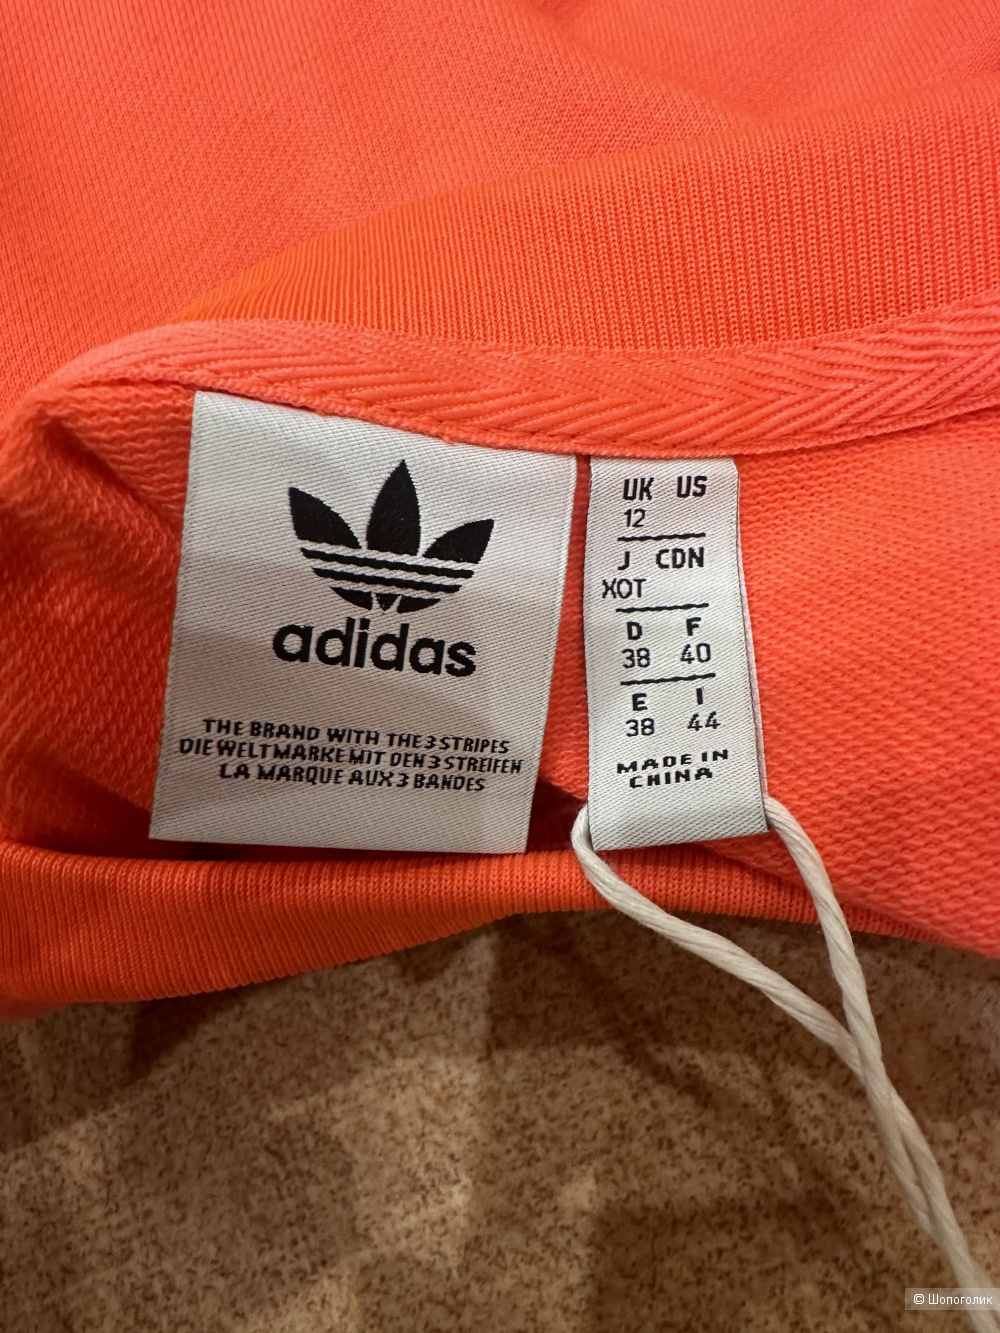 adidas
THE BRAND WITH THE 3 STRIPES
DIE WELTMARKE MIT DEN 3 STREIFEN
LA MARQUE AUX 3 BANDES
UK US
12
J CDN
XOT
D F
38 40
E I
38 44
MADE IN
CHINA
© Шопоголик